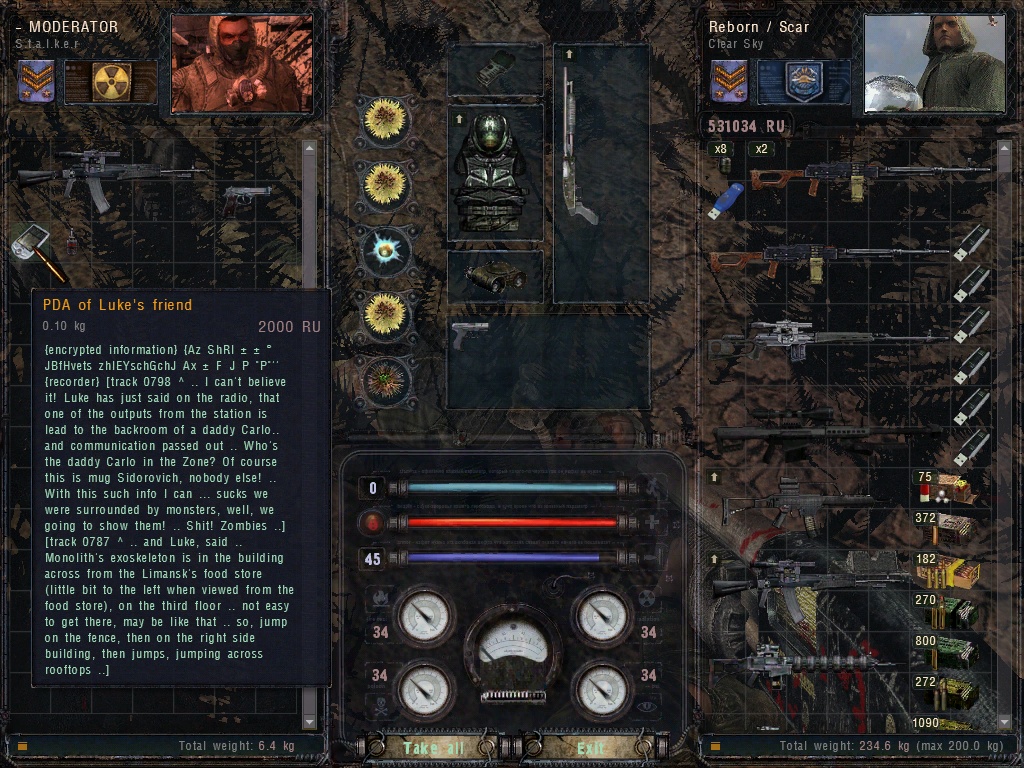 - MODERATOR
S.t.a.l.k.e.r
Reborn / Scar
Clear Sky
531034 RU
x8
x2
PDA of Luke's friend
0.10 kg
2000 RU
{encrypted information} {Az ShRl ± ± °
JBfHvets zhlEYschGchJ Ax ± F J P
{recorder} [track 0798 ^ .. I can't believe
it! Luke has just said on the radio, that
one of the outputs from the station is
lead to the backroom of a daddy Carlo..
and communication passed out .. Who's
the daddy Carlo in the Zone? Of course
this is mug Sidorovich, nobody else! ..
With this such info I can ... sucks we
were surrounded by monsters, well, we
going to show them! .. Shit! Zombies ..]
[track 0787 ^ .. and Luke, said ..
Monolith's exoskeleton is in the building
across from the Limansk's food store
(little bit to the left when viewed from the
food store), on the third floor .. not easy
to get there, may be like that .. so, jump
on the fence, then on the right side
building, then jumps, jumping across
rooftops ..]
0
45
34
34
34
34
75
372
182
270
800
272
1090
Total weight: 6.4 kg
Take all
Exit
Total weight: 234.6 kg (max 200.0 kg)